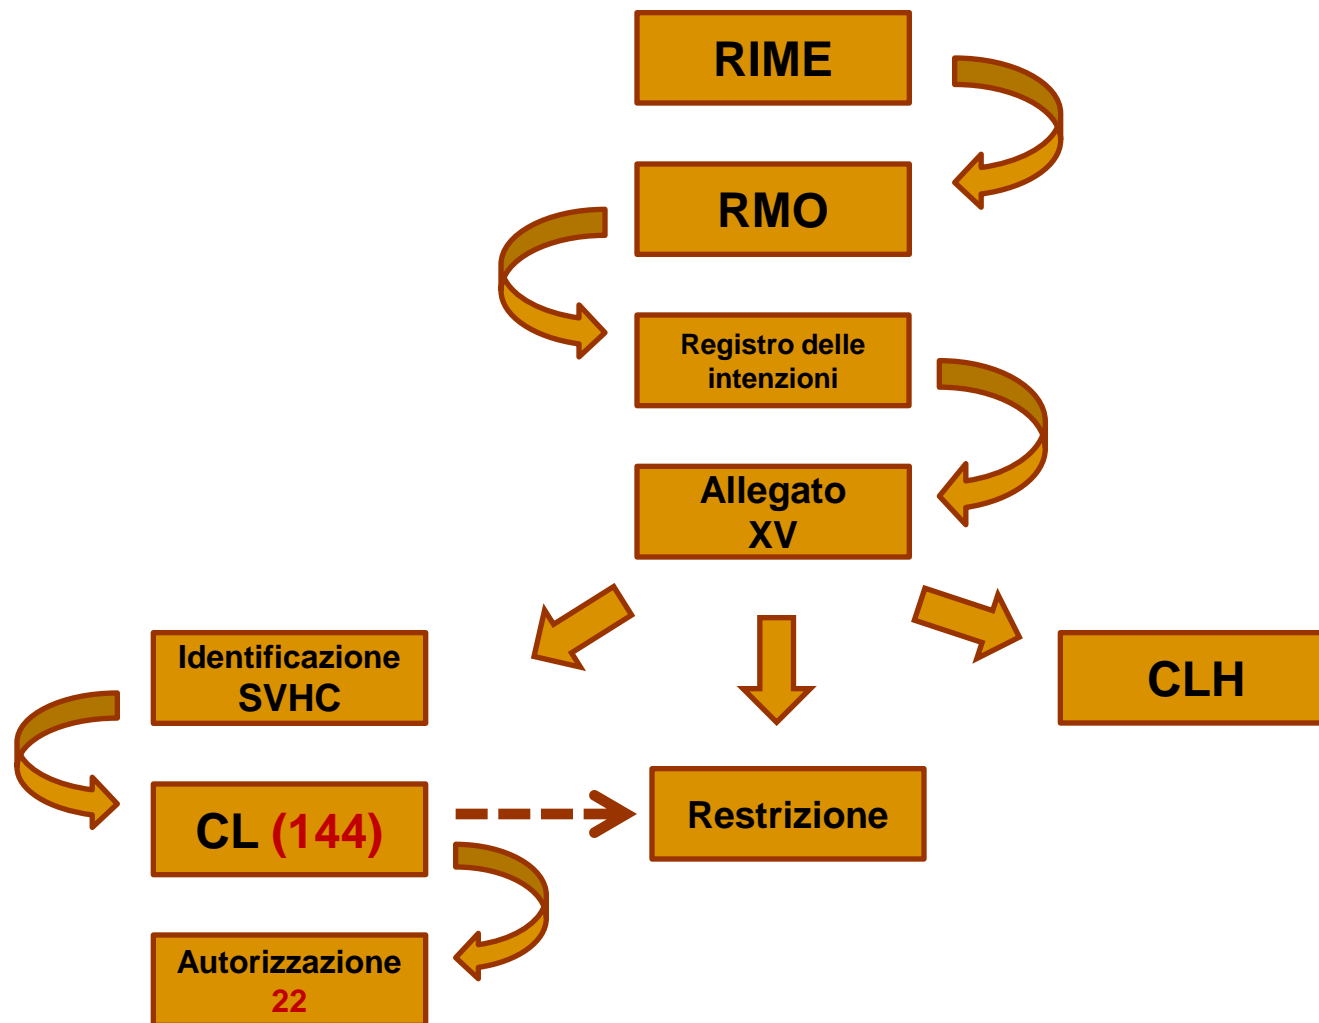 RIME
RMO
Registro delle
intenzioni
Allegato
XV
Identificazione
SVHC
CLH
CL (144)
Restrizione
Autorizzazione
22